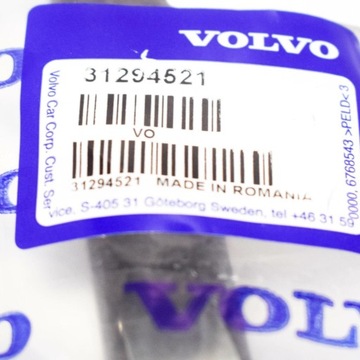 VOLVO
31294521
VO
31294521 MADE IN ROMANIA
Volvo Car Corp. Cust. Ser
vice. S-405 31 Göteborg Sweden. tel +46 31 59
0000. 6768543 >PELD<3
VOLVO